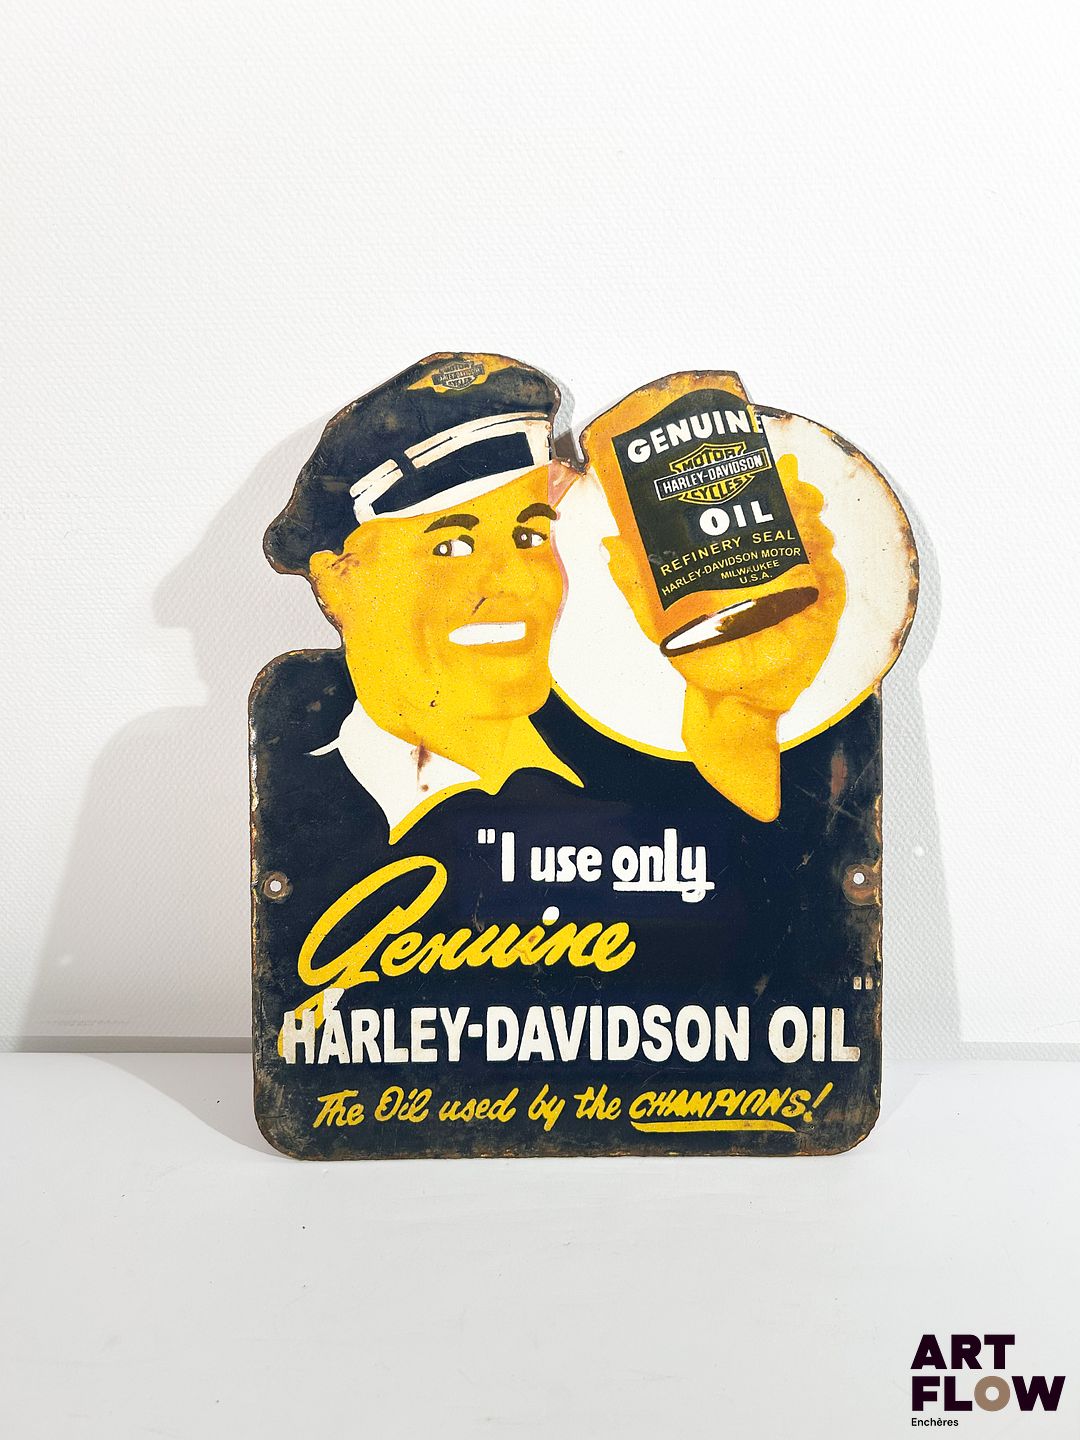 GENUINE
MOTOR
HARLEY-DAVIDSON
CYCLES
OIL
REFINERY SEAL
HARLEY-DAVIDSON MOTOR
MILWAUKEE
U.S.A.
"I use only
Genuine
HARLEY-DAVIDSON OIL"
The Oil used by the CHAMPIONS!
ART
FLOW
Enchères